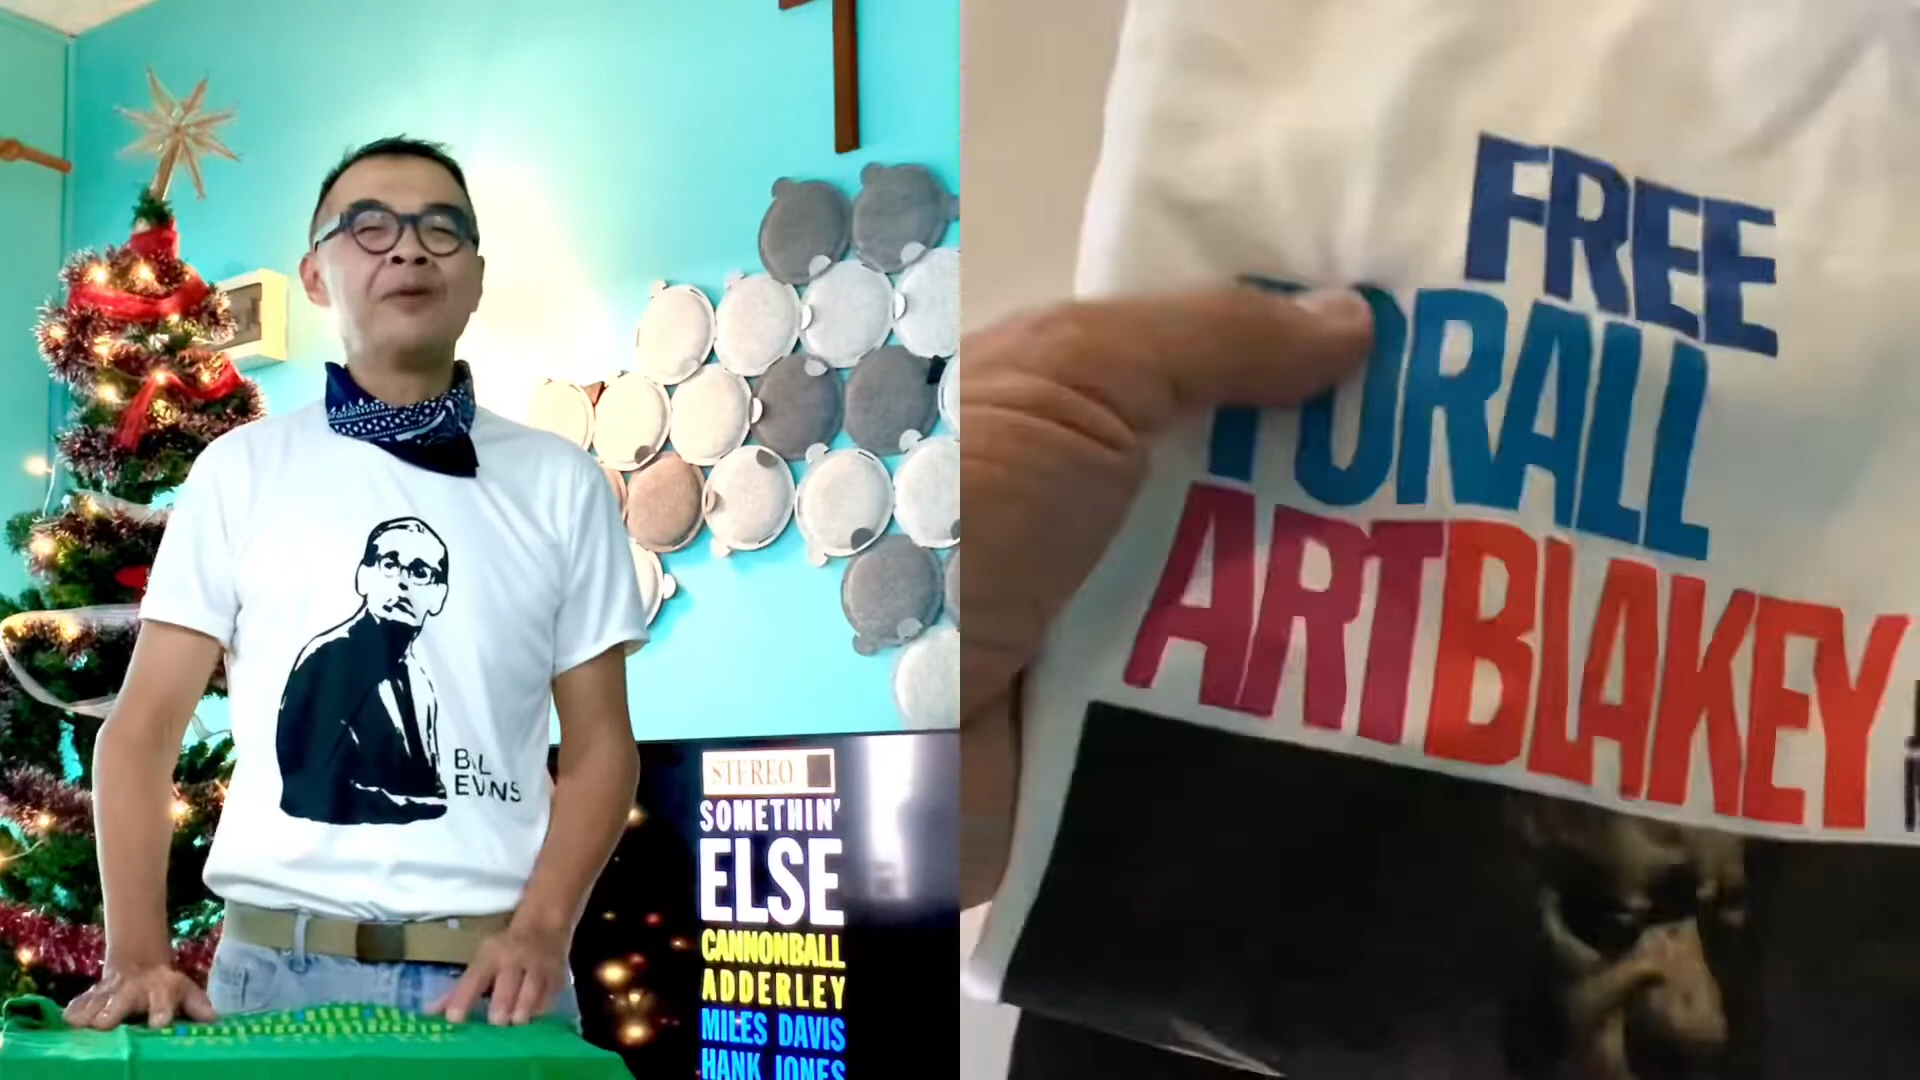 BILL
EVANS
STEREO
SOMETHIN'
ELSE
CANNONBALL
ADDERLEY
MILES DAVIS
HANK JONES
FREE
FOR ALL
ART BLAKEY